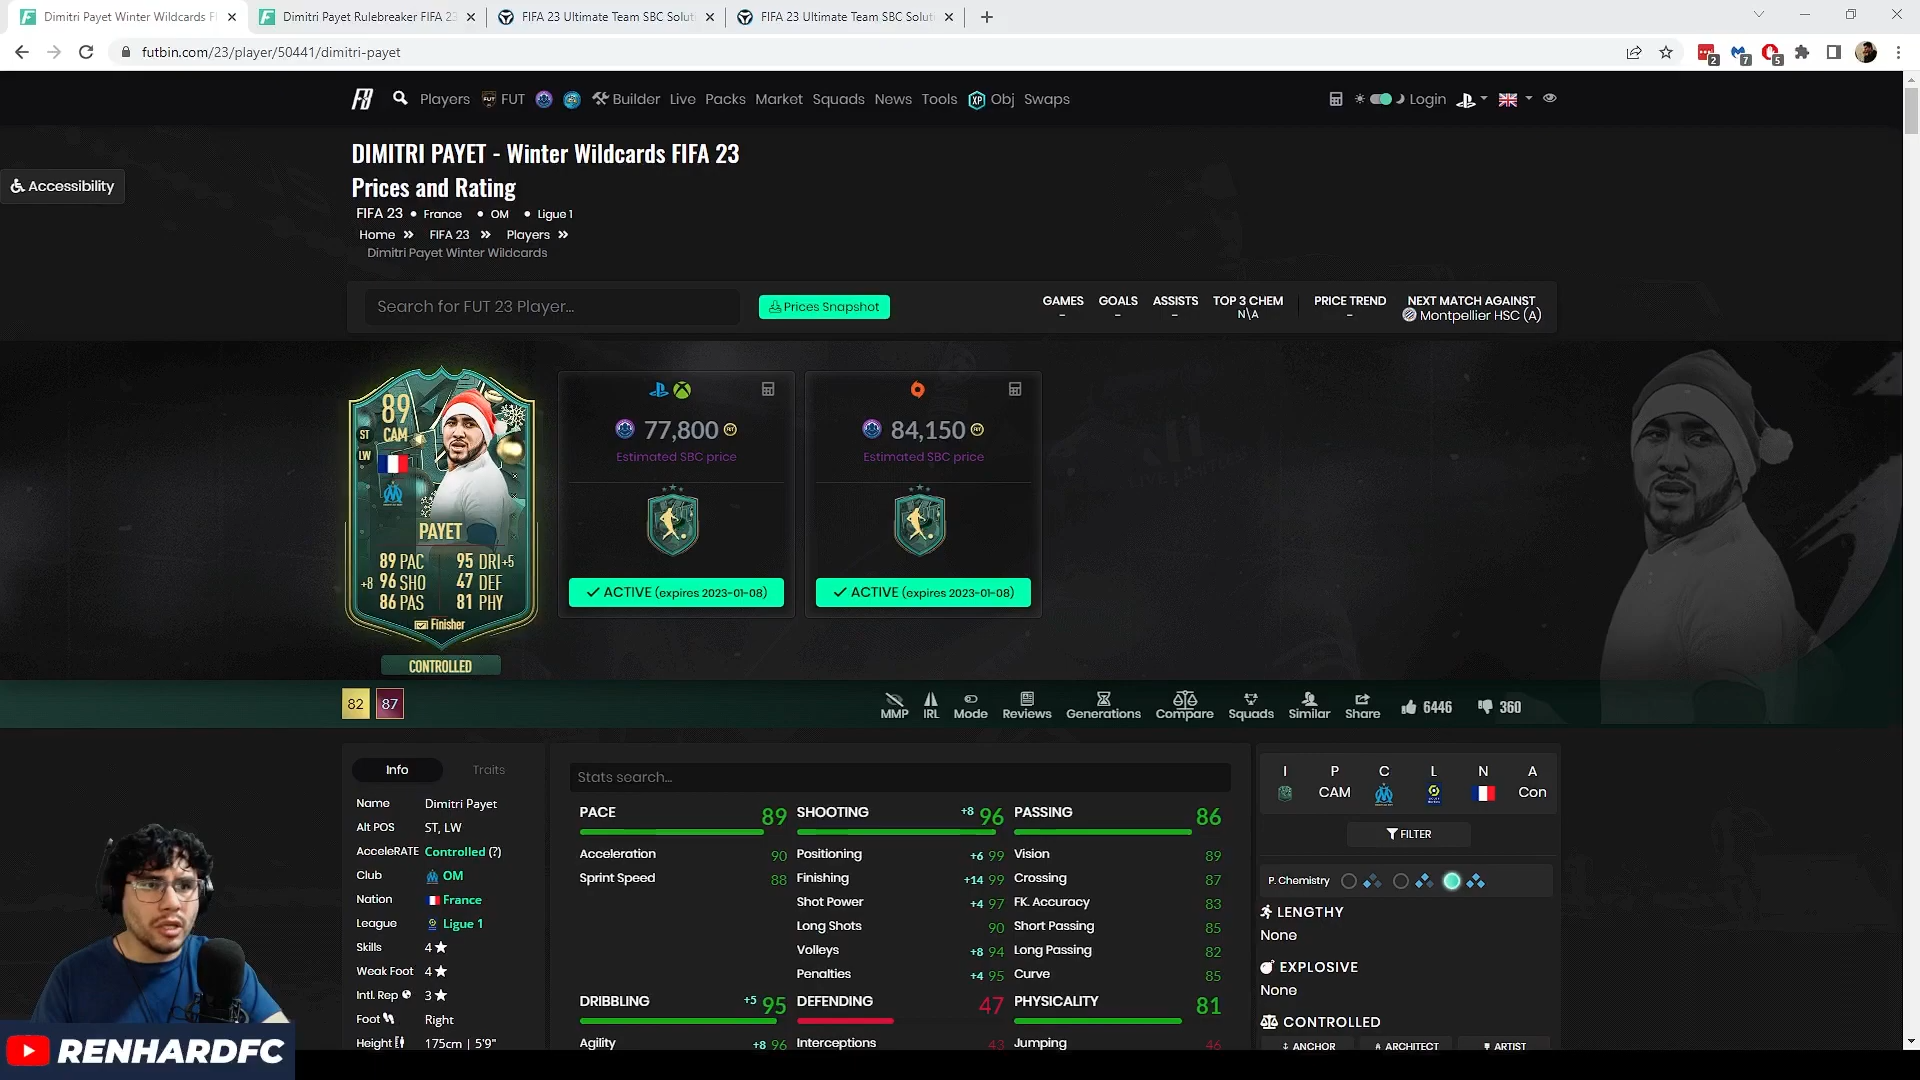 Dimitri Payet Winter Wildcards FI
Dimitri Payet Rulebreaker FIFA 23
FIFA 23 Ultimate Team SBC Soluti
FIFA 23 Ultimate Team SBC Soluti
futbin.com/23/player/50441/dimitri-payet
2
7
5
Players FUT Builder Live Packs Market Squads News Tools XP Obj Swaps
Login
DIMITRI PAYET - Winter Wildcards FIFA 23
Prices and Rating
Accessibility
FIFA 23 • France • OM • Ligue 1
Home » FIFA 23 » Players »
Dimitri Payet Winter Wildcards
Search for FUT 23 Player...
Prices Snapshot
GAMES
-
GOALS
-
ASSISTS
-
TOP 3 CHEM
N\A
PRICE TREND
-
NEXT MATCH AGAINST
Montpellier HSC (A)
89
CAM
ST
LW
PAYET
89 PAC 95 DRI+5
+8 96 SHO 47 DEF
86 PAS 81 PHY
Finisher
CONTROLLED
77,800
Estimated SBC price
ACTIVE (expires 2023-01-08)
84,150
Estimated SBC price
ACTIVE (expires 2023-01-08)
82 87
MMP IRL Mode Reviews Generations Compare Squads Similar Share 6446 360
Info Traits
Name Dimitri Payet
Alt POS ST, LW
AcceleRATE Controlled (?)
Club OM
Nation France
League Ligue 1
Skills 4
Weak Foot 4
Intl. Rep 3
Foot Right
Height 175cm | 5'9"
Stats search...
PACE 89
Acceleration 90
Sprint Speed 88
SHOOTING +8 96
Positioning +6 99
Finishing +14 99
Shot Power +4 97
Long Shots 90
Volleys +8 94
Penalties +4 95
PASSING 86
Vision 89
Crossing 87
FK. Accuracy 83
Short Passing 85
Long Passing 82
Curve 85
DRIBBLING +5 95
Agility +8 96
DEFENDING 47
Interceptions 43
PHYSICALITY 81
Jumping 46
I P C L N A
CAM Con
FILTER
P. Chemistry
LENGTHY
None
EXPLOSIVE
None
CONTROLLED
ANCHOR ARCHITECT ARTIST
RENHARDFC